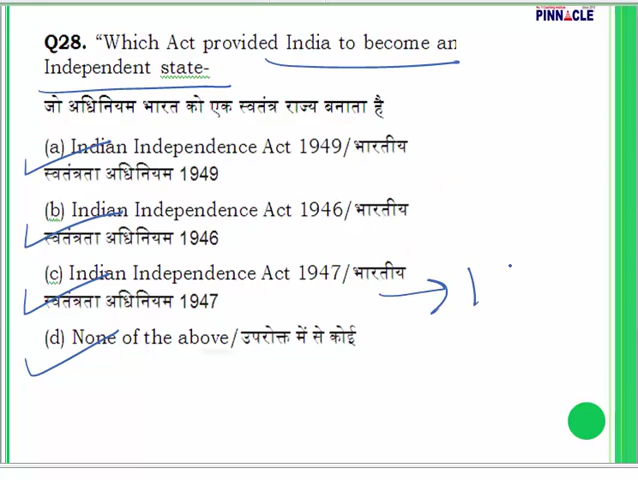 PINNACLE
Q28. “Which Act provided India to become an
Independent state-
जो अधिनियम भारत को एक स्वतंत्र राज्य बनाता है
(a) Indian Independence Act 1949/भारतीय
स्वतंत्रता अधिनियम 1949
(b) Indian Independence Act 1946/भारतीय
स्वतंत्रता अधिनियम 1946
(c) Indian Independence Act 1947/भारतीय
स्वतंत्रता अधिनियम 1947
(d) None of the above/उपरोक्त में से कोई